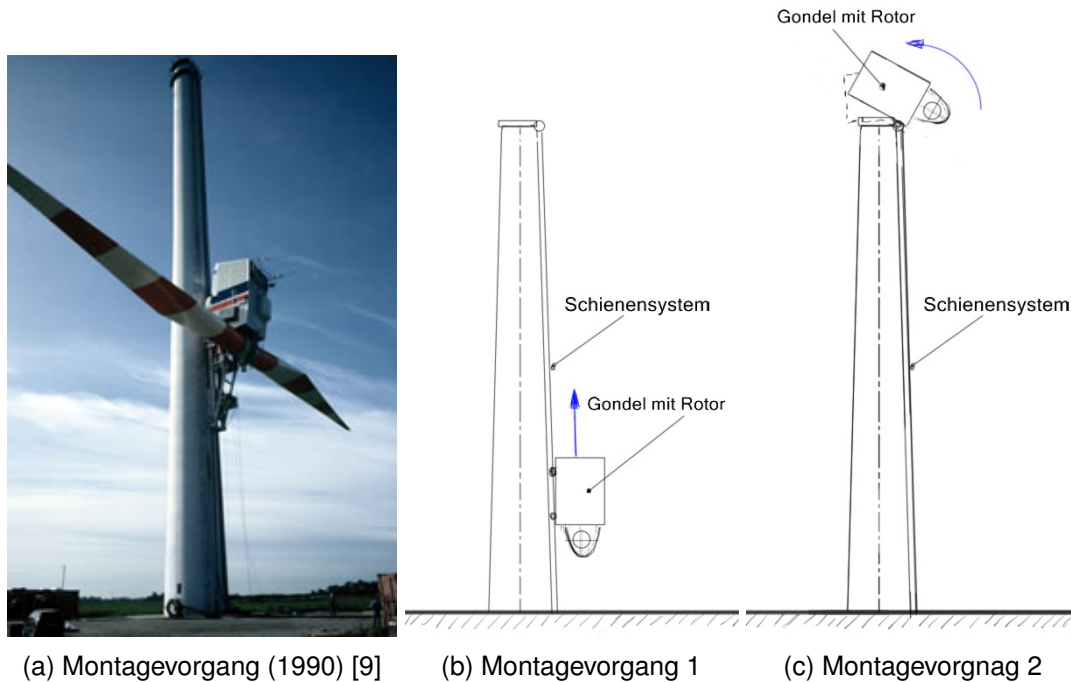 Gondel mit Rotor
Schienensystem
Gondel mit Rotor
Schienensystem
(a) Montagevorgang (1990) [9]
(b) Montagevorgang 1
(c) Montagevorgnag 2